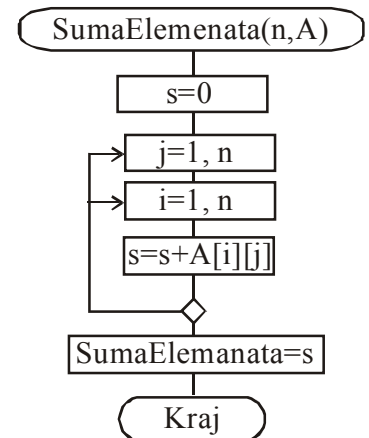 SumaElemenata(n,A)
s=0
j=1, n
i=1, n
s=s+A[i][j]
SumaElemanata=s
Kraj